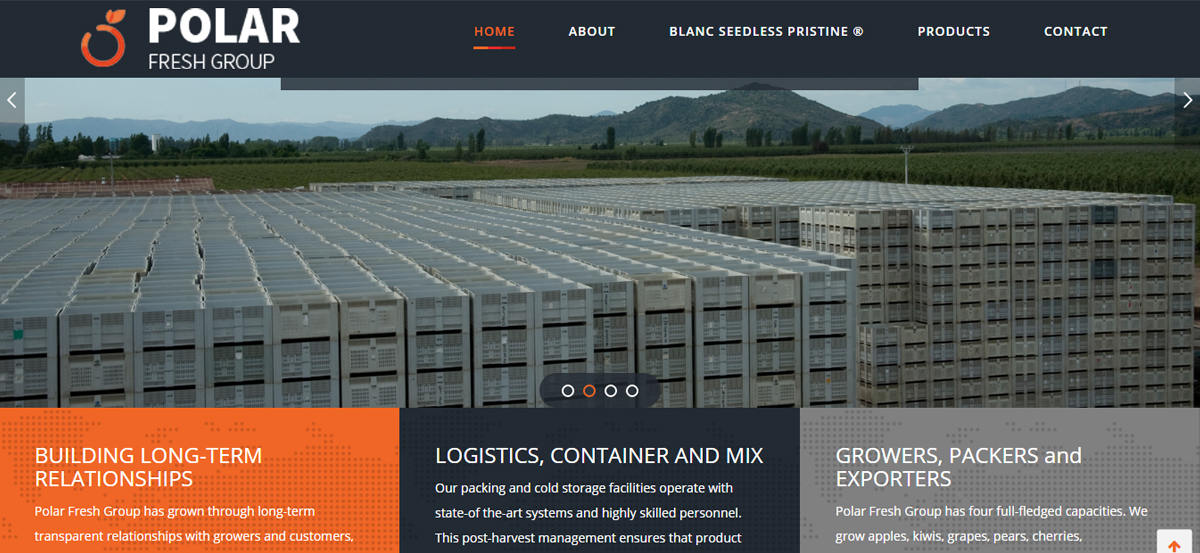 POLAR
FRESH GROUP
HOME ABOUT BLANC SEEDLESS PRISTINE ® PRODUCTS CONTACT
BUILDING LONG-TERM
RELATIONSHIPS
Polar Fresh Group has grown through long-term
transparent relationships with growers and customers,
LOGISTICS, CONTAINER AND MIX
Our packing and cold storage facilities operate with
state-of the-art systems and highly skilled personnel.
This post-harvest management ensures that product
GROWERS, PACKERS and
EXPORTERS
Polar Fresh Group has four full-fledged capacities. We
grow apples, kiwis, grapes, pears, cherries,